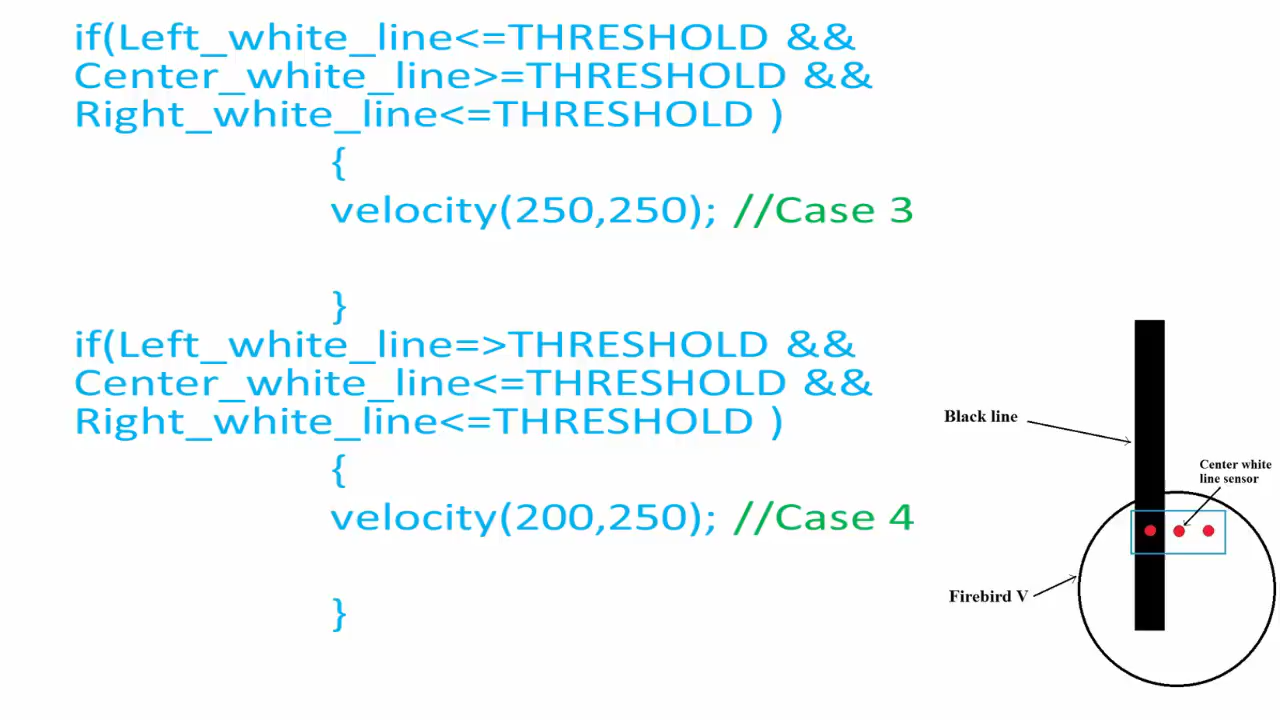 if(Left_white_line<=THRESHOLD &&
Center_white_line>=THRESHOLD &&
Right_white_line<=THRESHOLD )
{
velocity(250,250); //Case 3
}
if(Left_white_line=>THRESHOLD &&
Center_white_line<=THRESHOLD &&
Right_white_line<=THRESHOLD )
{
velocity(200,250); //Case 4
}
Black line
Center white
line sensor
Firebird V